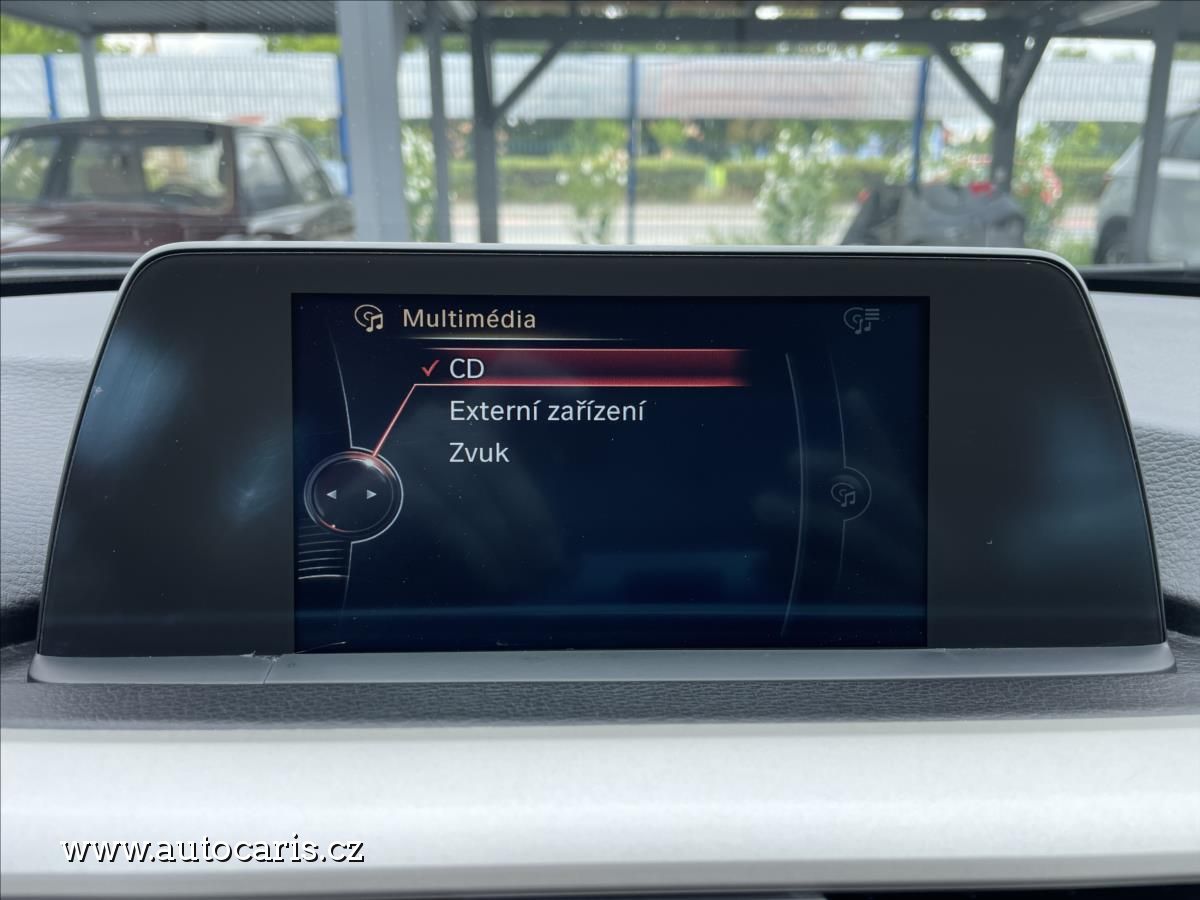 Multimédia
CD
Externí zařízení
Zvuk
www.autocaris.cz